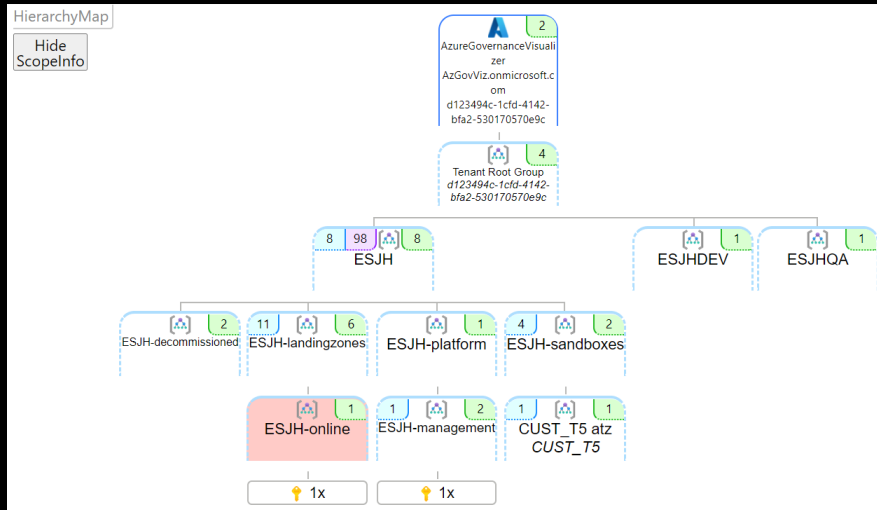 HierarchyMap
Hide
ScopeInfo
2
AzureGovernanceVisuali
zer
AzGovViz.onmicrosoft.c
om
d123494c-1cfd-4142-
bfa2-530170570e9c
4
Tenant Root Group
d123494c-1cfd-4142-
bfa2-530170570e9c
8 98 8
ESJH
1
ESJHDEV
1
ESJHQA
2
ESJH-decommissioned
11 6
ESJH-landingzones
1
ESJH-platform
4 2
ESJH-sandboxes
1
ESJH-online
1 2
ESJH-management
1 1
CUST_T5 atz
CUST_T5
1x
1x